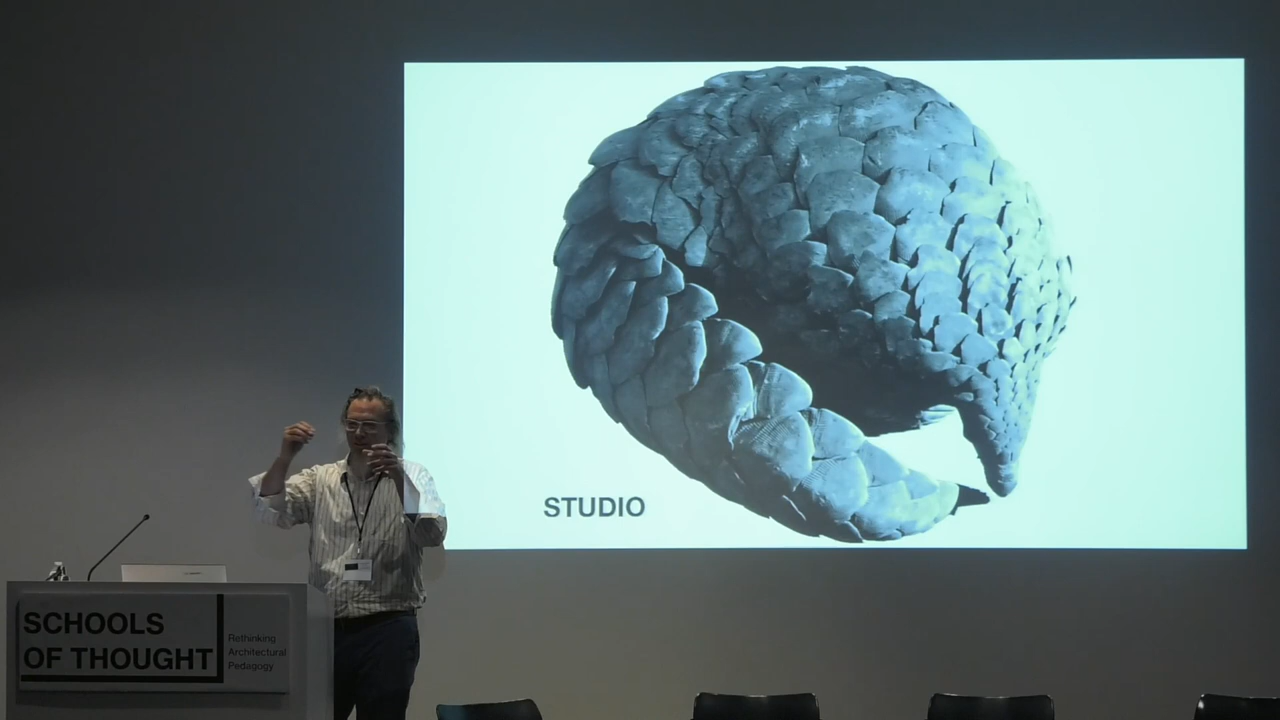 STUDIO
SCHOOLS
OF THOUGHT
Rethinking
Architectural
Pedagogy